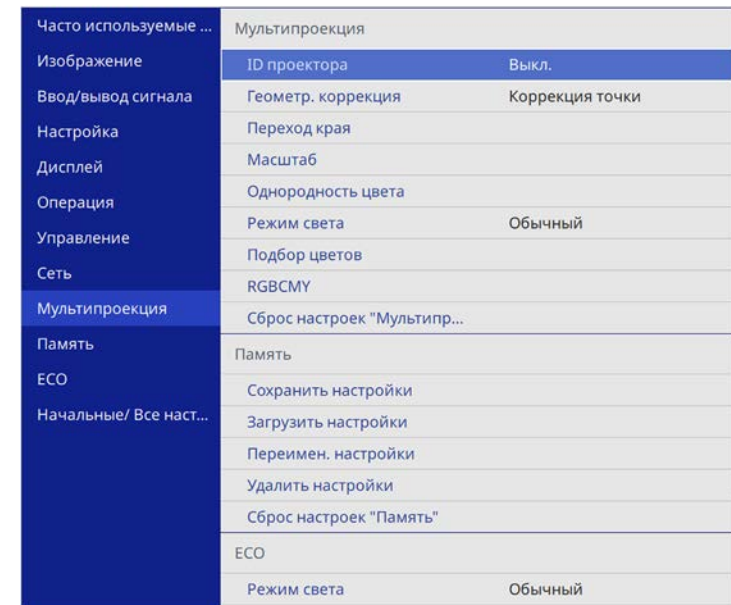 Часто используемые ...
Изображение
Ввод/вывод сигнала
Настройка
Дисплей
Операция
Управление
Сеть
Мультипроекция
Память
ECO
Начальные/ Все наст...
Мультипроекция
ID проектора Выкл.
Геометр. коррекция Коррекция точки
Переход края
Масштаб
Однородность цвета
Режим света Обычный
Подбор цветов
RGBCMY
Сброс настроек "Мультипр...
Память
Сохранить настройки
Загрузить настройки
Переимен. настройки
Удалить настройки
Сброс настроек "Память"
ECO
Режим света Обычный